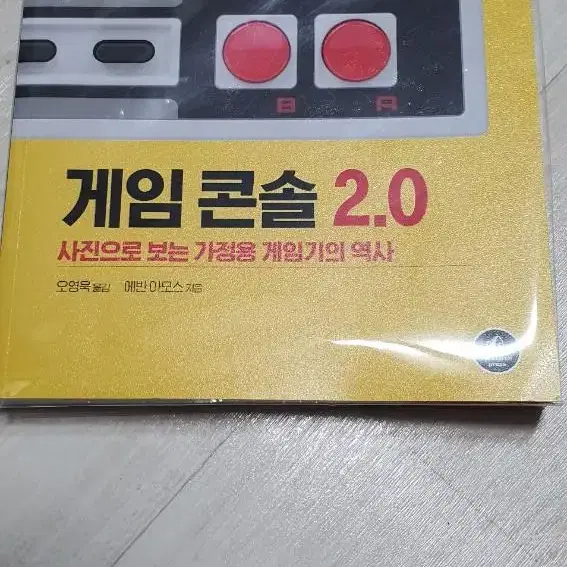 B A
게임 콘솔 2.0
사진으로 보는 가정용 게임기의 역사
오영욱 옮김 에반 아모스 지음